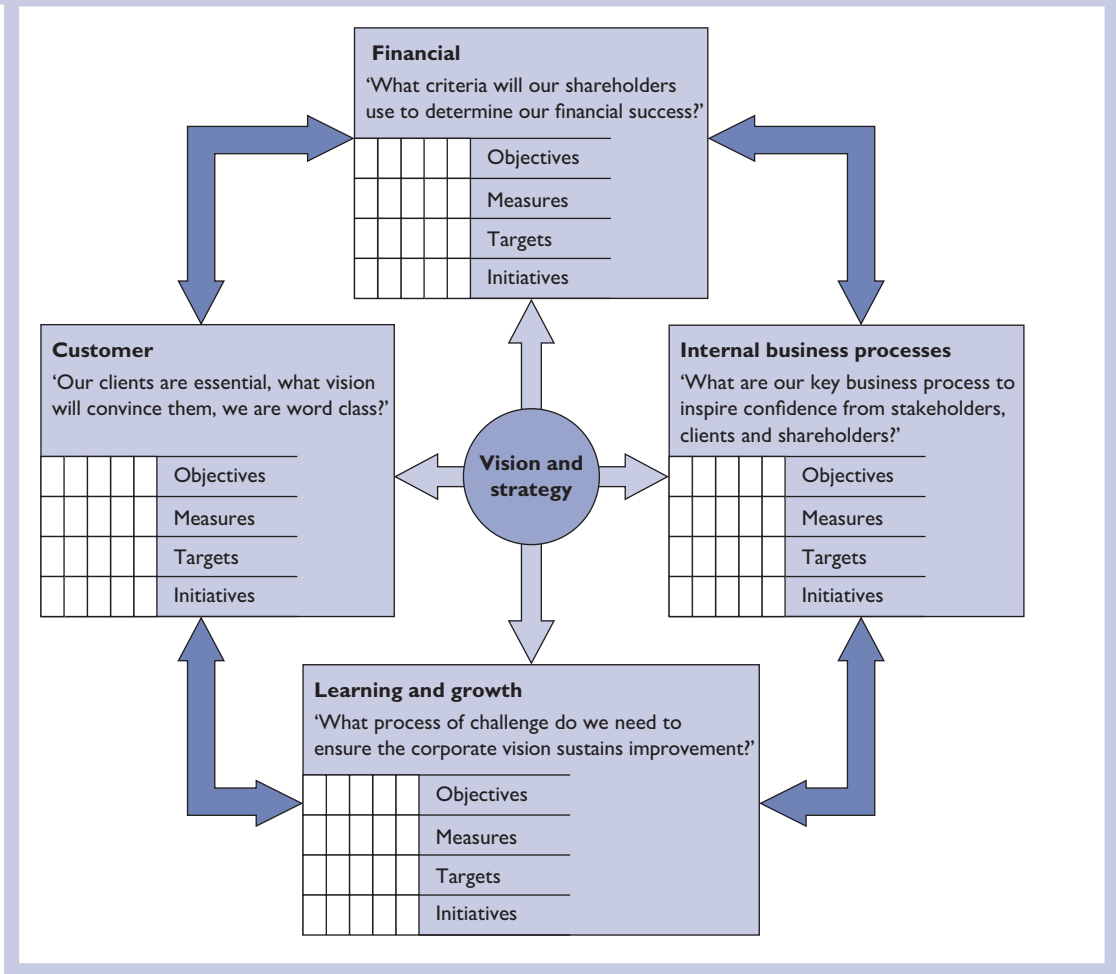 Financial
‘What criteria will our shareholders
use to determine our financial success?’
Objectives
Measures
Targets
Initiatives
Customer
‘Our clients are essential, what vision
will convince them, we are word class?’
Objectives
Measures
Targets
Initiatives
Vision and
strategy
Internal business processes
‘What are our key business process to
inspire confidence from stakeholders,
clients and shareholders?’
Objectives
Measures
Targets
Initiatives
Learning and growth
‘What process of challenge do we need to
ensure the corporate vision sustains improvement?’
Objectives
Measures
Targets
Initiatives